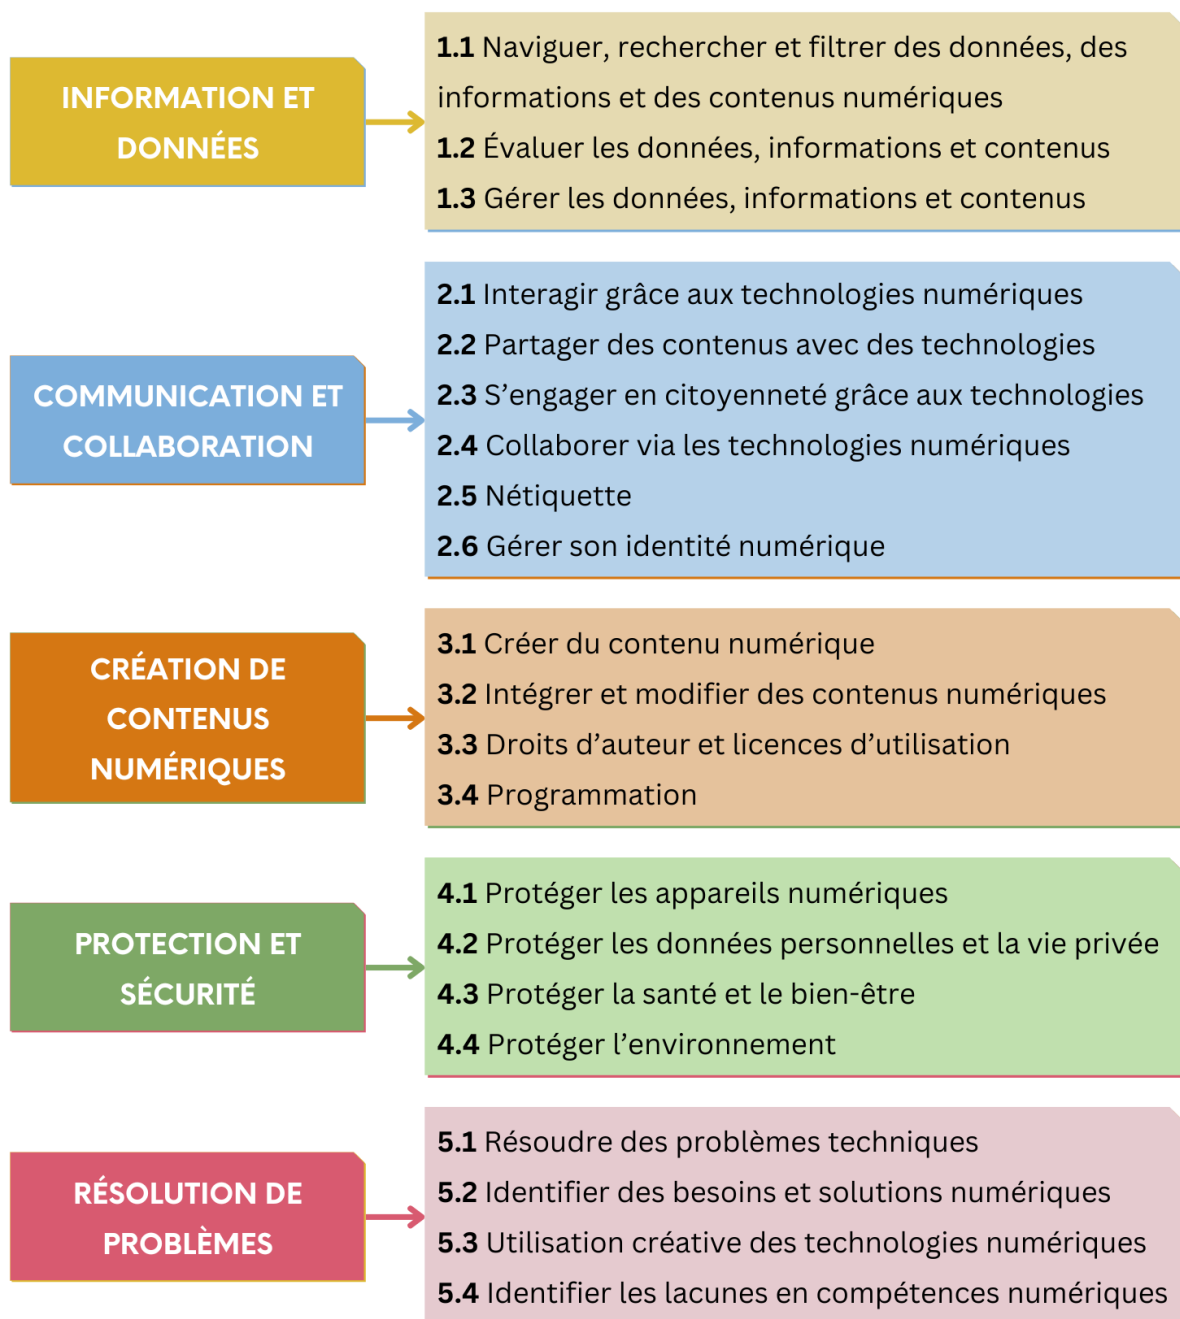 INFORMATION ET
DONNÉES
1.1 Naviguer, rechercher et filtrer des données, des
informations et des contenus numériques
1.2 Évaluer les données, informations et contenus
1.3 Gérer les données, informations et contenus
COMMUNICATION ET
COLLABORATION
2.1 Interagir grâce aux technologies numériques
2.2 Partager des contenus avec des technologies
2.3 S’engager en citoyenneté grâce aux technologies
2.4 Collaborer via les technologies numériques
2.5 Nétiquette
2.6 Gérer son identité numérique
CRÉATION DE
CONTENUS
NUMÉRIQUES
3.1 Créer du contenu numérique
3.2 Intégrer et modifier des contenus numériques
3.3 Droits d’auteur et licences d’utilisation
3.4 Programmation
PROTECTION ET
SÉCURITÉ
4.1 Protéger les appareils numériques
4.2 Protéger les données personnelles et la vie privée
4.3 Protéger la santé et le bien-être
4.4 Protéger l’environnement
RÉSOLUTION DE
PROBLÈMES
5.1 Résoudre des problèmes techniques
5.2 Identifier des besoins et solutions numériques
5.3 Utilisation créative des technologies numériques
5.4 Identifier les lacunes en compétences numériques